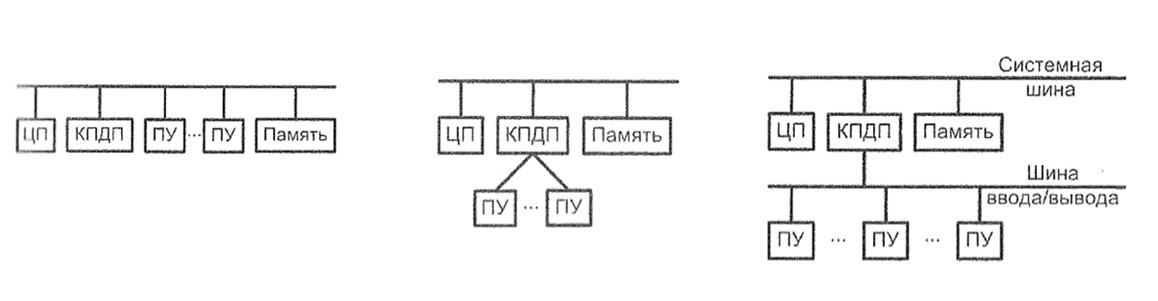 ЦП КПДП ПУ ... ПУ Память
ЦП КПДП Память
ПУ ... ПУ
Системная
шина
ЦП КПДП Память
Шина
ввода/вывода
ПУ ... ПУ ... ПУ